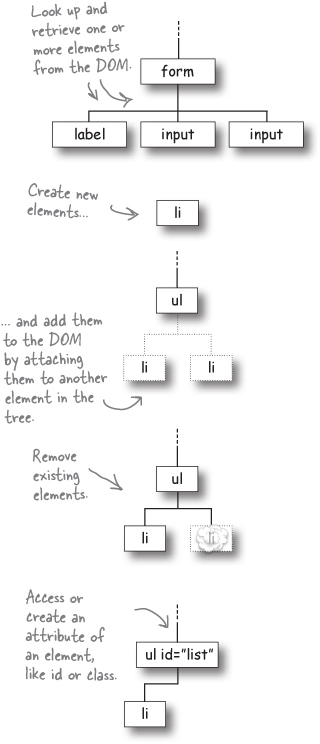 Look up and
retrieve one or
more elements
from the DOM.
form
label
input
input
Create new
elements...
li
ul
... and add them
to the DOM
by attaching
them to another
element in the
tree.
li
li
Remove
existing
elements.
ul
li
li
Access or
create an
attribute of
an element,
like id or class.
ul id="list"
li